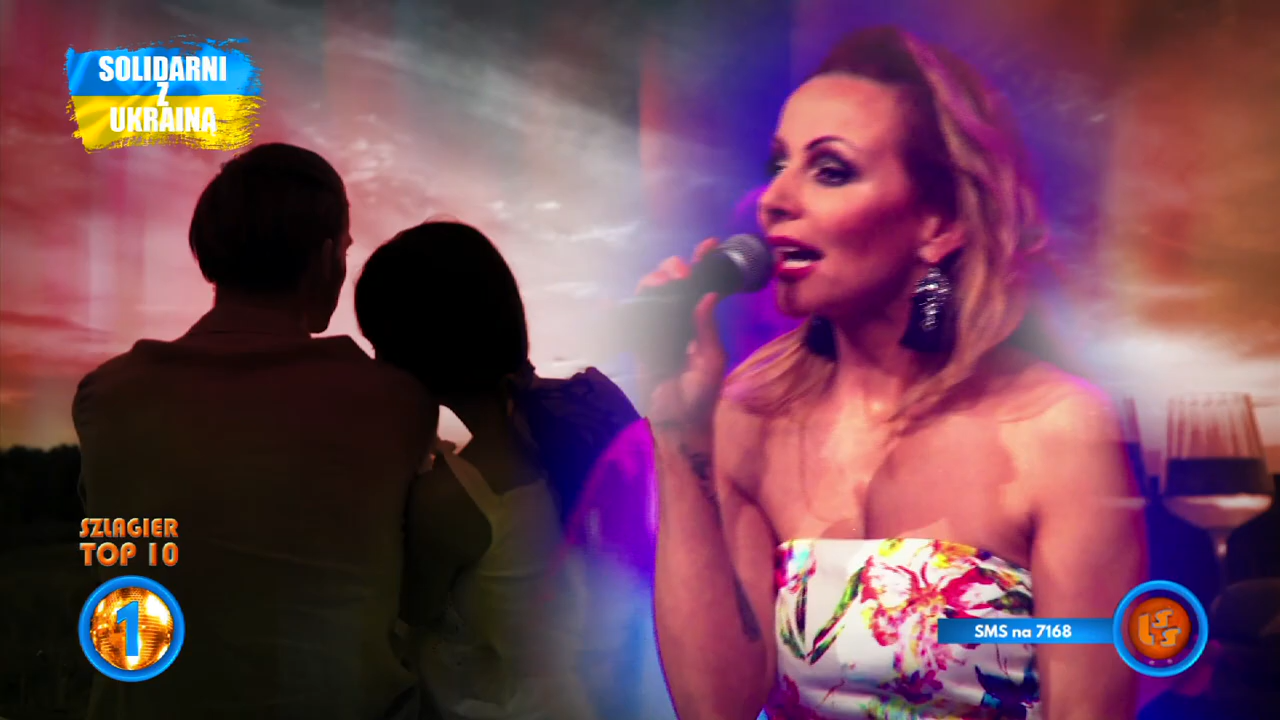 SOLIDARNI
Z
UKRAINĄ
SZLAGIER
TOP 10
1
SMS na 7168